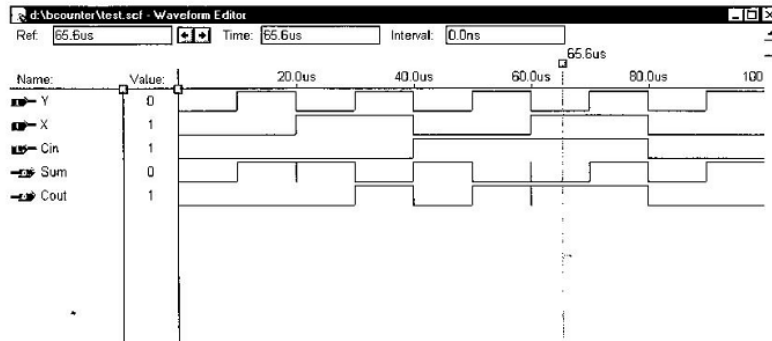 d:\bcounter\test.scf - Waveform Editor
Ref: 65.6us Time: 65.6us Interval: 0.0ns
65.6us
Name: Value: 20.0us 40.0us 60.0us 80.0us 100
Y 0
X 1
Cin 1
Sum 0
Cout 1